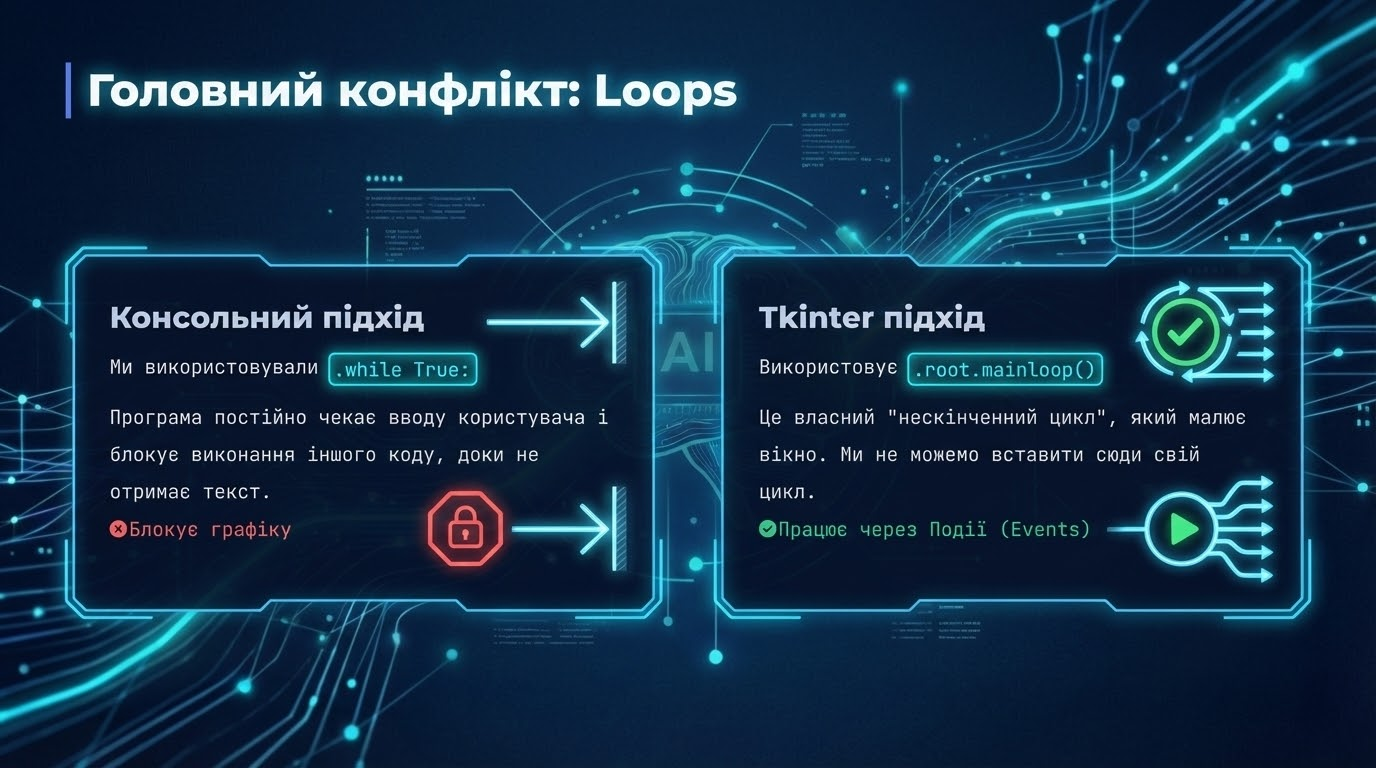 Головний конфлікт: Loops
Консольний підхід
Ми використовували .while True:
Програма постійно чекає вводу користувача і
блокує виконання іншого коду, доки не
отримає текст.
Блокує графіку
AI
Tkinter підхід
Використовує .root.mainloop()
Це власний "нескінченний цикл", який малює
вікно. Ми не можемо вставити сюди свій
цикл.
Працює через Події (Events)